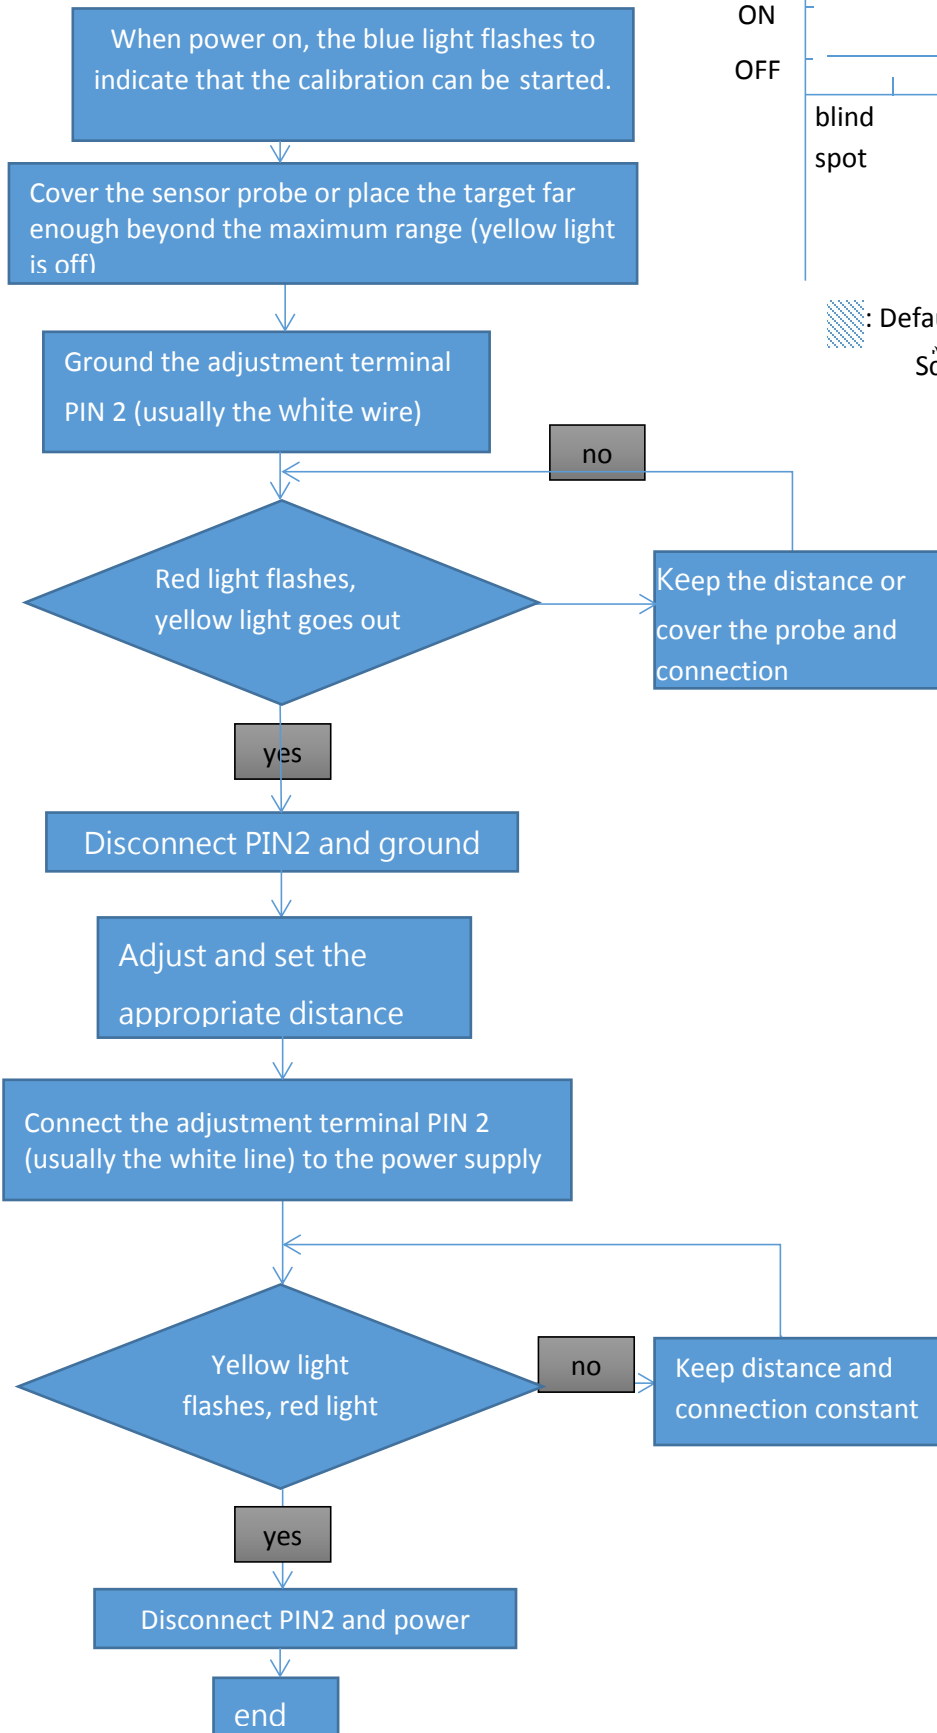 When power on, the blue light flashes to
indicate that the calibration can be started.
Cover the sensor probe or place the target far
enough beyond the maximum range (yellow light
is off)
Ground the adjustment terminal
PIN 2 (usually the white wire)
no
Red light flashes,
yellow light goes out
Keep the distance or
cover the probe and
connection
yes
Disconnect PIN2 and ground
Adjust and set the
appropriate distance
Connect the adjustment terminal PIN 2
(usually the white line) to the power supply
Yellow light
flashes, red light
no
Keep distance and
connection constant
yes
Disconnect PIN2 and power
end
ON
OFF
blind
spot